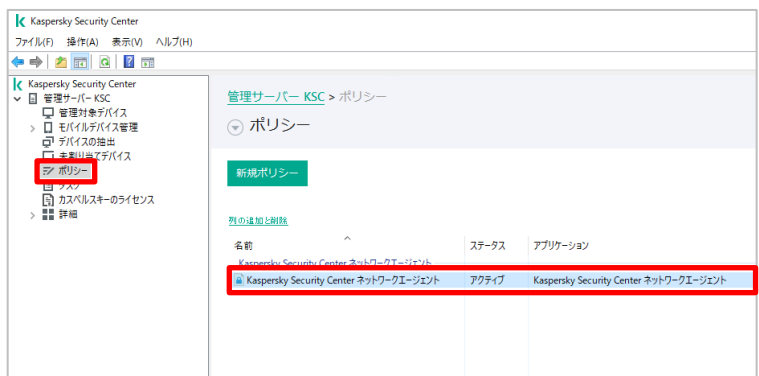 Kaspersky Security Center
ファイル(F) 操作(A) 表示(V) ヘルプ(H)
Kaspersky Security Center
管理サーバー KSC
管理対象デバイス
モバイルデバイス管理
デバイスの抽出
未割り当てデバイス
ポリシー
タスク
カスペルスキーのライセンス
詳細
管理サーバー KSC > ポリシー
ポリシー
新規ポリシー
列の追加と削除
名前 ステータス アプリケーション
Kaspersky Security Center ネットワークエージェント
Kaspersky Security Center ネットワークエージェント アクティブ Kaspersky Security Center ネットワークエージェント